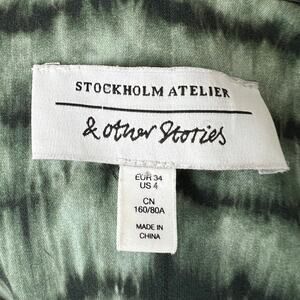 STOCKHOLM ATELIER
& other Stories
EUR 34
US 4
CN
160/80A
MADE IN
CHINA